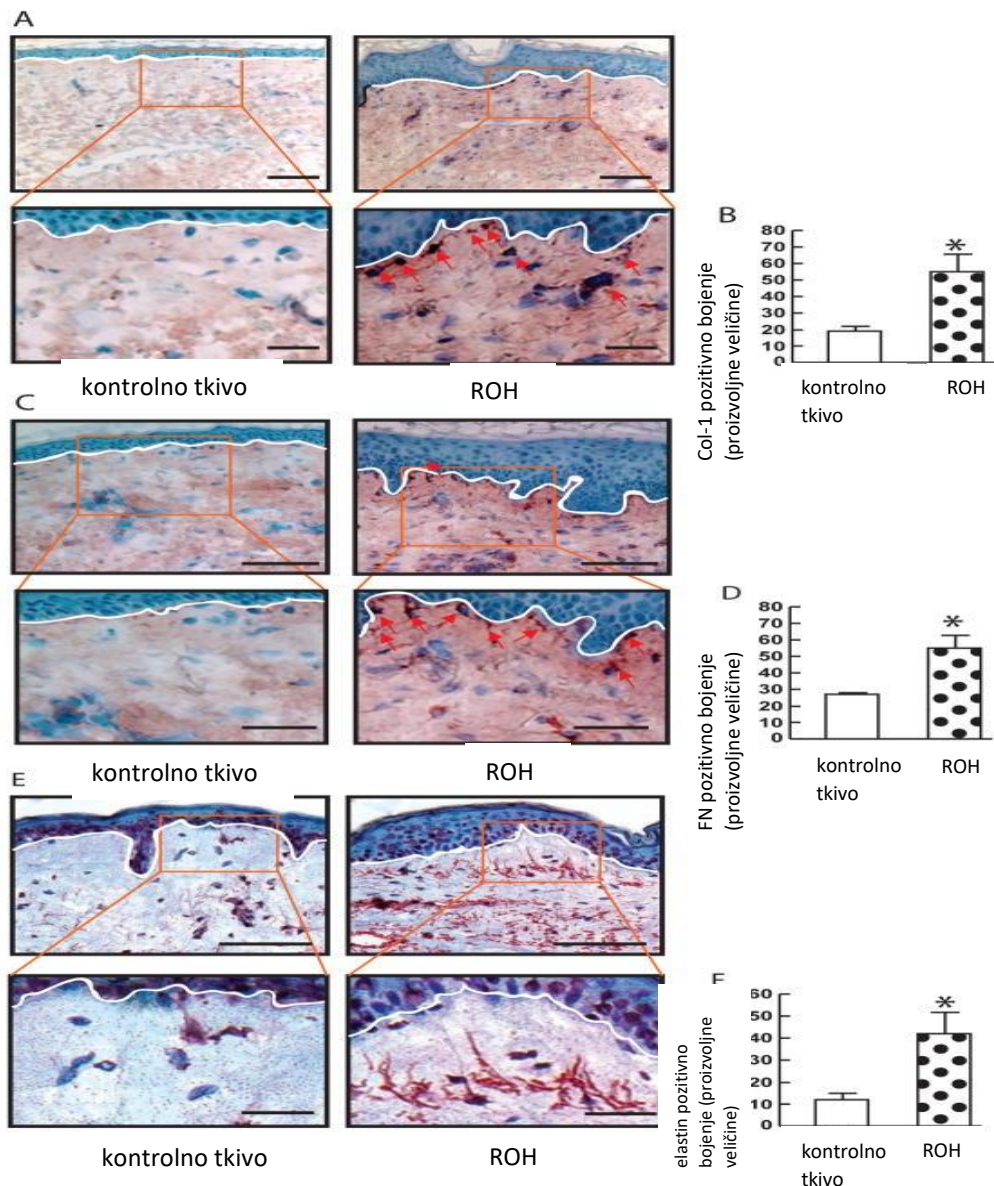 A
kontrolno tkivo
ROH
B
Col-1 pozitivno bojenje
(proizvoljne veličine)
80
70
60
50
40
30
20
10
0
*
kontrolno
tkivo
ROH
C
kontrolno tkivo
ROH
D
FN pozitivno bojenje
(proizvoljne veličine)
80
70
60
50
40
30
20
10
0
*
kontrolno
tkivo
ROH
E
kontrolno tkivo
ROH
elastin pozitivno
bojenje (proizvoljne
veličine)
60
50
40
30
20
10
0
*
kontrolno
tkivo
ROH